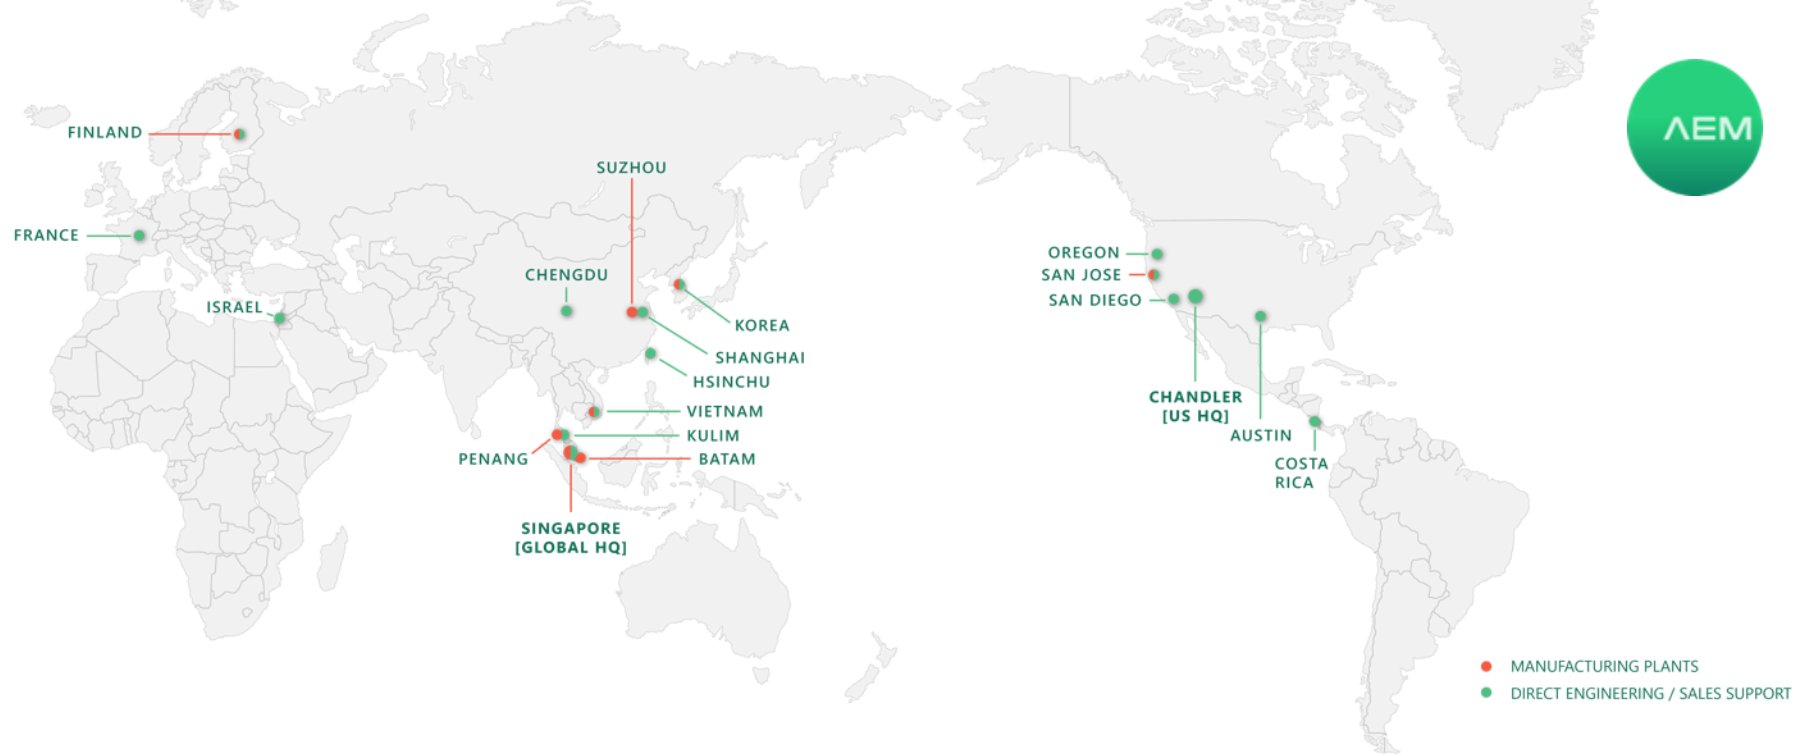 FINLAND
SUZHOU
AEM
FRANCE
CHENGDU
ISRAEL
KOREA
SHANGHAI
HSINCHU
VIETNAM
KULIM
PENANG
BATAM
SINGAPORE
[GLOBAL HQ]
OREGON
SAN JOSE
SAN DIEGO
CHANDLER
[US HQ]
AUSTIN
COSTA
RICA
MANUFACTURING PLANTS
DIRECT ENGINEERING / SALES SUPPORT